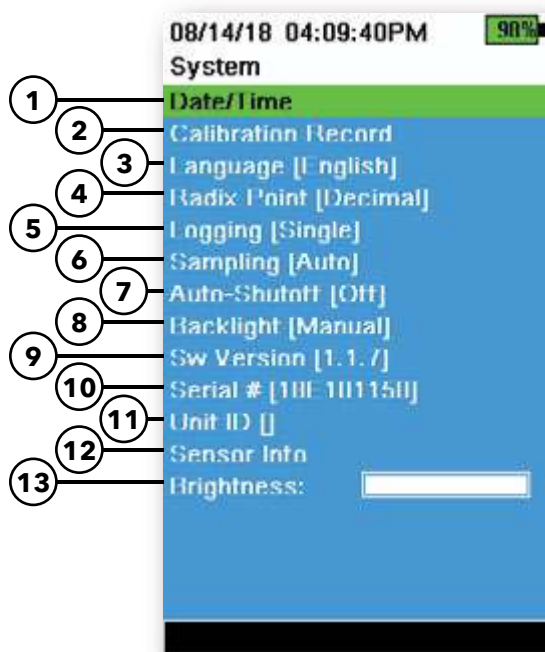 08/14/18 04:09:40PM 90%
System
1 Date/Time
2 Calibration Record
3 Language [English]
4 Radix Point [Decimal]
5 Logging [Single]
6 Sampling [Auto]
7 Auto-Shutoff [Off]
8 Backlight [Manual]
9 Sw Version [1.1.7]
10 Serial #
11 Unit ID []
12 Sensor Info
13 Brightness: